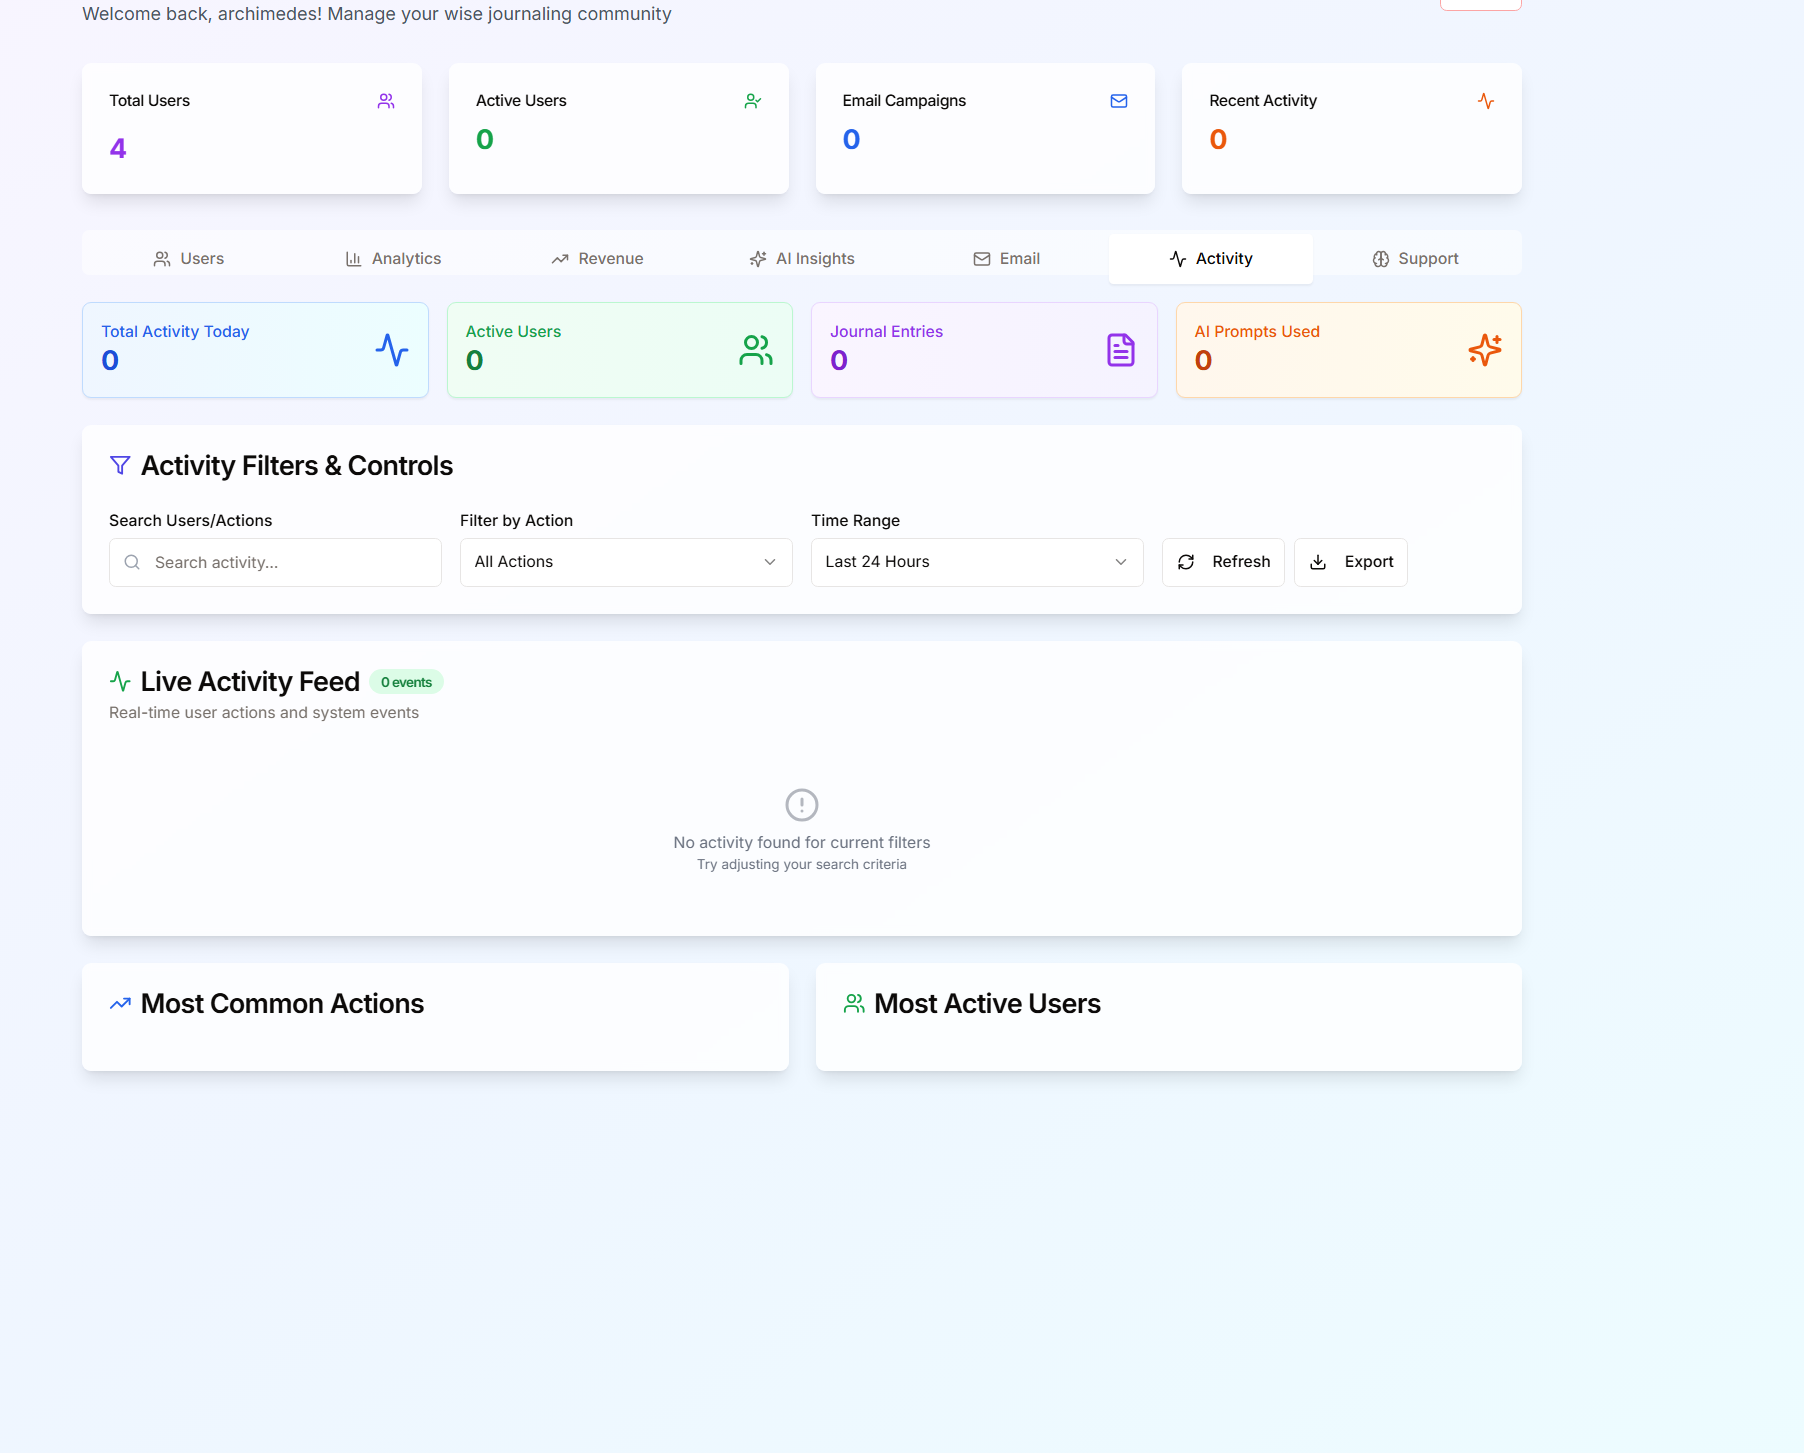 Welcome back, archimedes! Manage your wise journaling community
Total Users
4
Active Users
0
Email Campaigns
0
Recent Activity
0
Users
Analytics
Revenue
AI Insights
Email
Activity
Support
Total Activity Today
0
Active Users
0
Journal Entries
0
AI Prompts Used
0
Activity Filters & Controls
Search Users/Actions
Search activity...
Filter by Action
All Actions
Time Range
Last 24 Hours
Refresh
Export
Live Activity Feed
0 events
Real-time user actions and system events
No activity found for current filters
Try adjusting your search criteria
Most Common Actions
Most Active Users